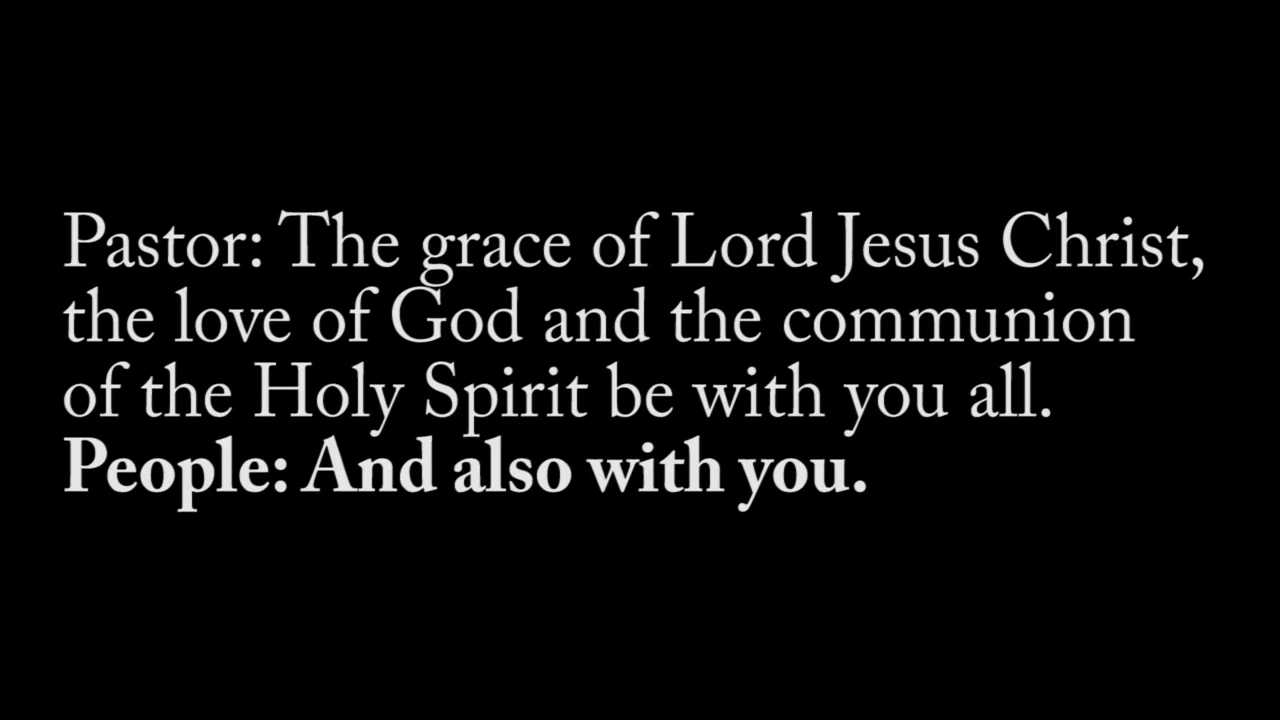 Pastor: The grace of Lord Jesus Christ,
the love of God and the communion
of the Holy Spirit be with you all.
People: And also with you.